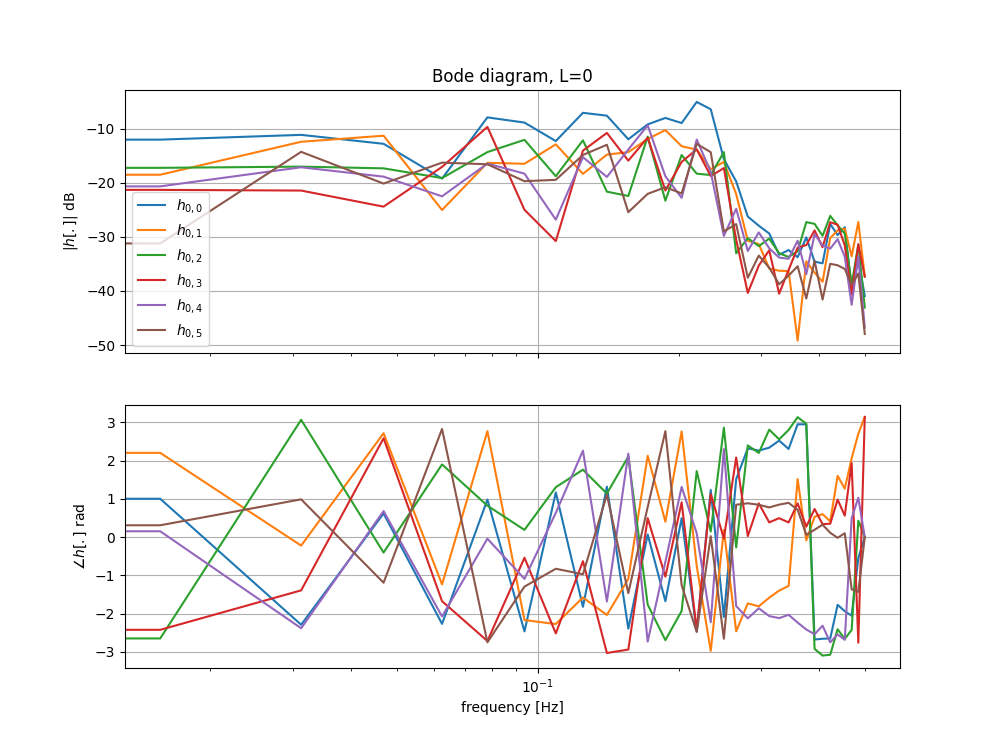 Bode diagram, L=0
|h[.]| dB
−10
−20
−30
−40
−50
h0,0
h0,1
h0,2
h0,3
h0,4
h0,5
∠h[.] rad
3
2
1
0
−1
−2
−3
10−1
frequency [Hz]